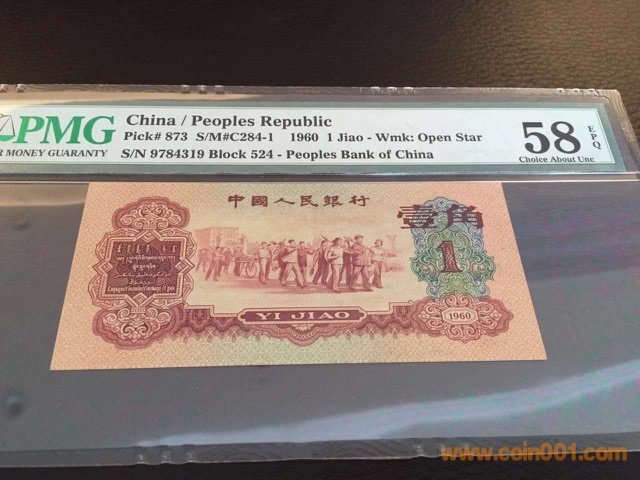 PMG
R MONEY GUARANTY
China / Peoples Republic
Pick# 873 S/M#C284-1 1960 1 Jiao - Wmk: Open Star
S/N 9784319 Block 524 - Peoples Bank of China
58
EPQ
Choice About Unc
中國人民銀行
壹角
1
YI JIAO
1960
www.coin001.com